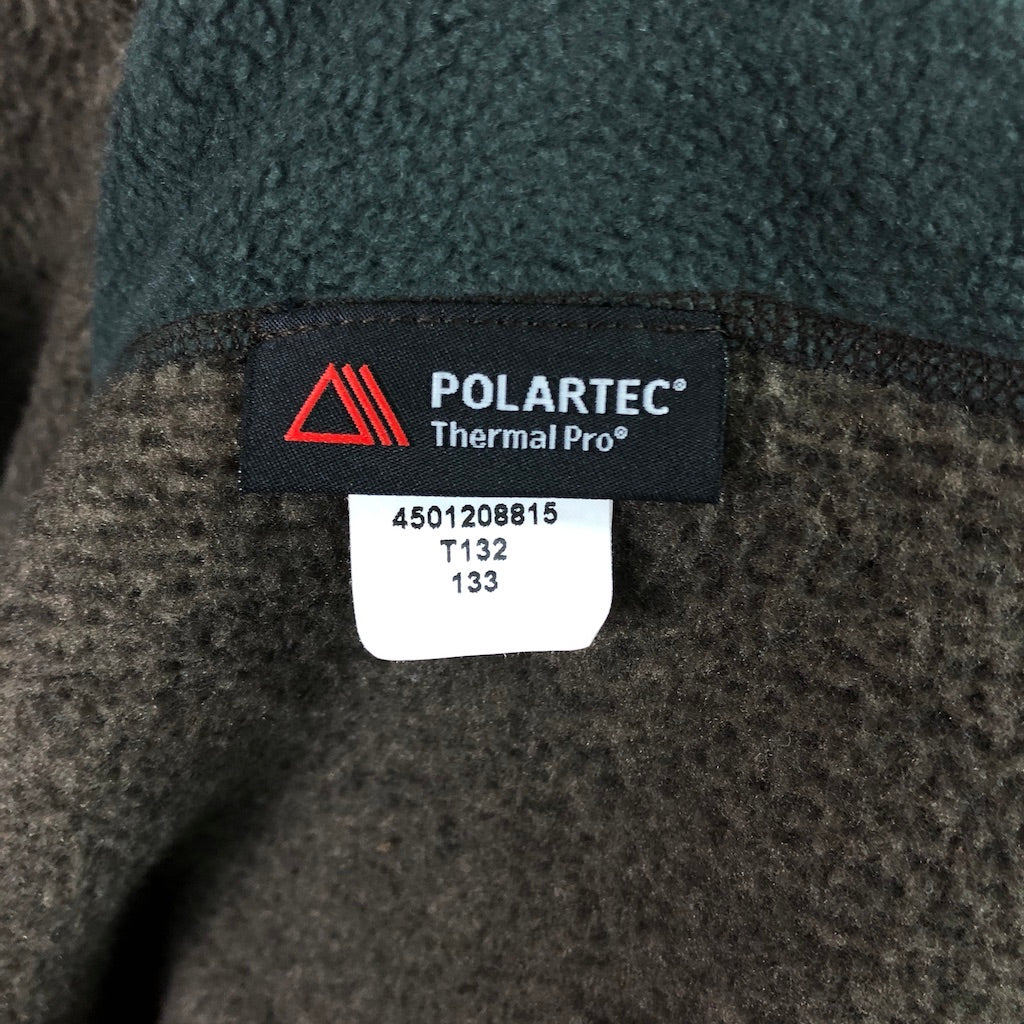 POLARTEC®
Thermal Pro®
4501208815
T132
133